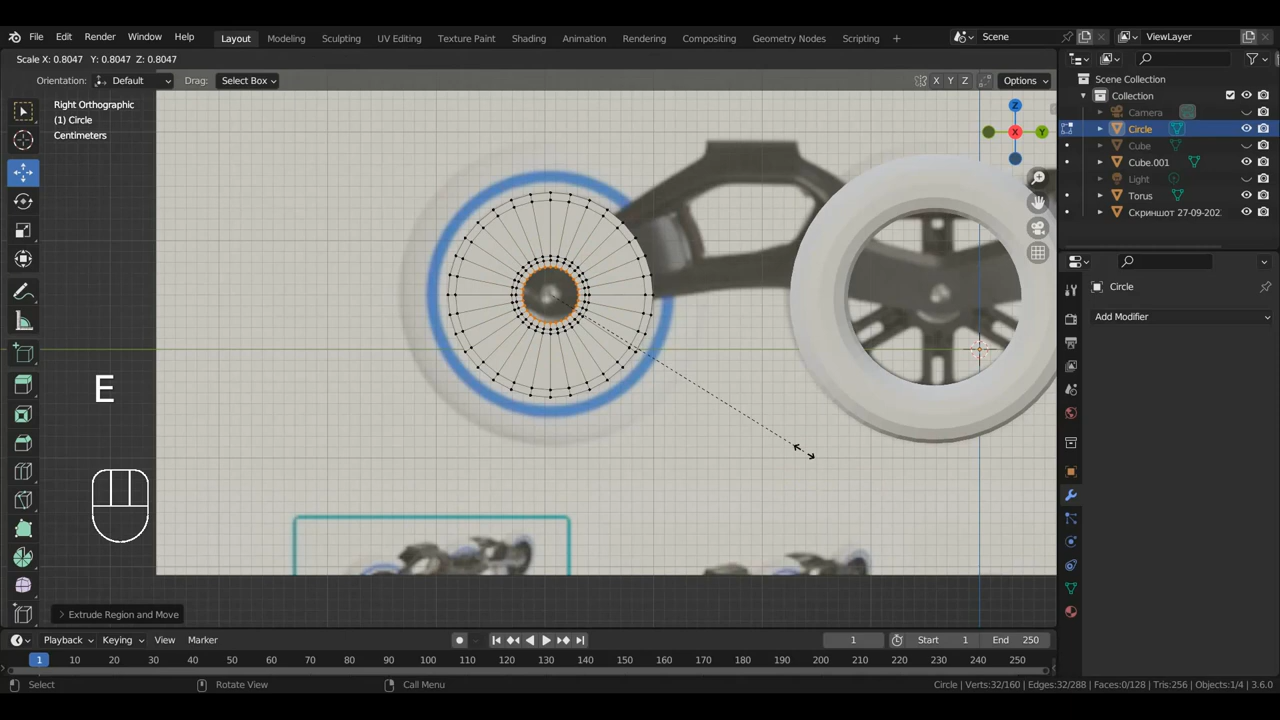 File Edit Render Window Help Layout Modeling Sculpting UV Editing Texture Paint Shading Animation Rendering Compositing Geometry Nodes Scripting + Scene ViewLayer
Scale X: 0.8047 Y: 0.8047 Z: 0.8047
Orientation: Default Drag: Select Box X Y Z Options
Right Orthographic
(1) Circle
Centimeters
Z
X
Y
E
> Extrude Region and Move
Scene Collection
Collection
Camera
Circle
Cube
Cube.001
Light
Torus
Скриншот 27-09-202
Circle
Add Modifier
Playback Keying View Marker 1 Start 1 End 250
1 10 20 30 40 50 60 70 80 90 100 110 120 130 140 150 160 170 180 190 200 210 220 230 240 250
Select Rotate View Call Menu Circle | Verts:32/160 | Edges:32/288 | Faces:0/128 | Tris:256 | Objects:1/4 | 3.6.0